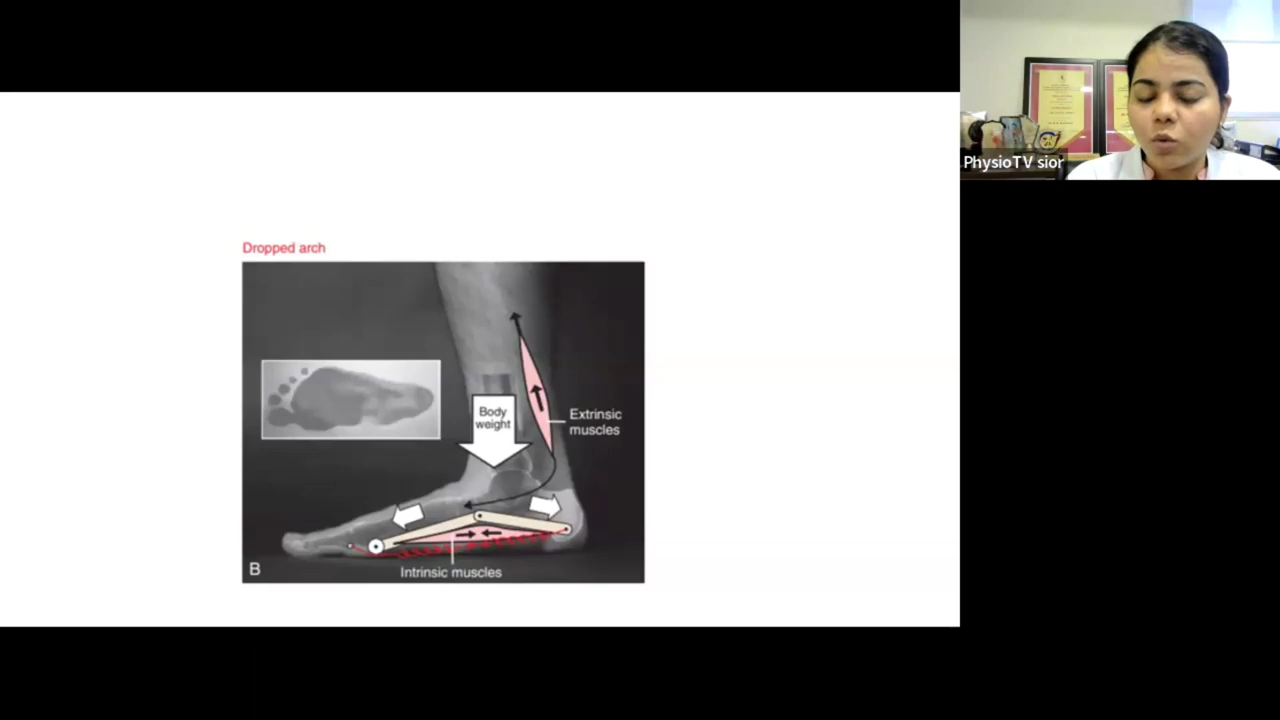 PhysioTV sior
Dropped arch
Body
weight
Extrinsic
muscles
Intrinsic muscles
B